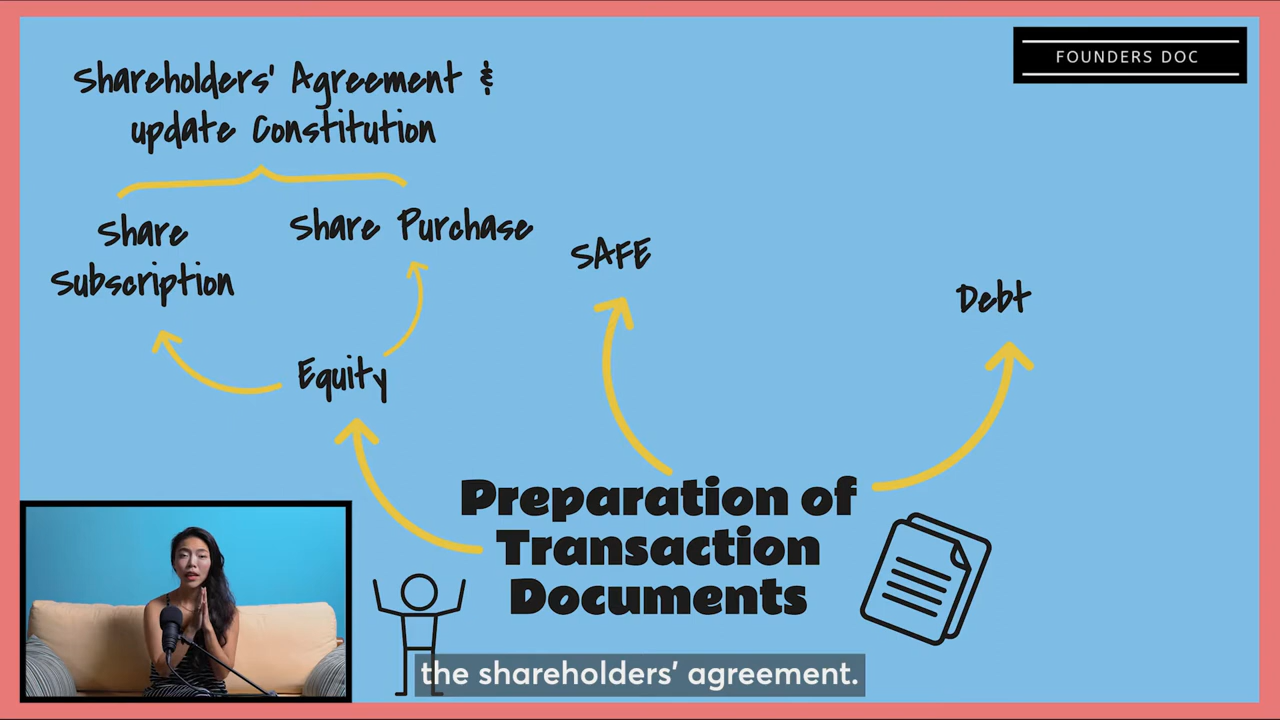 FOUNDERS DOC
Shareholders' Agreement &
update Constitution
Share
Subscription
Share Purchase
SAFE
Debt
Equity
Preparation of
Transaction
Documents
the shareholders' agreement.